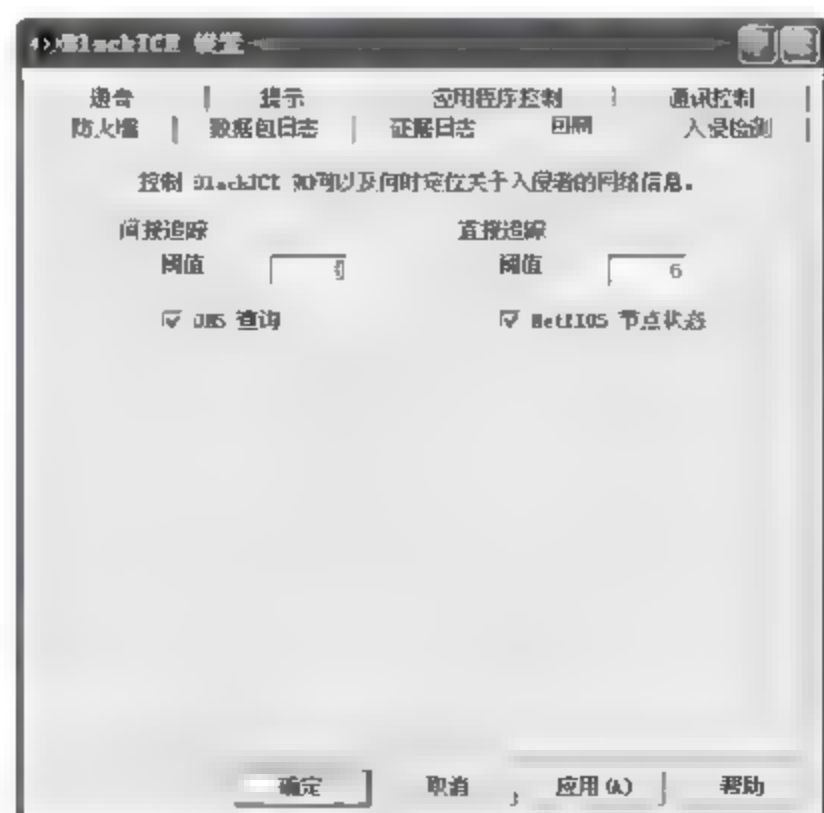 BlackICE 设置
通告 提示 应用程序控制 通讯控制
防火墙 数据包日志 证据日志 回溯 入侵检测
控制 BlackICE 如何以及何时定位关于入侵者的网络信息。
间接追踪 直接追踪
阈值 阈值 6
DNS 查询 NetBIOS 节点状态
确定 取消 应用(A) 帮助